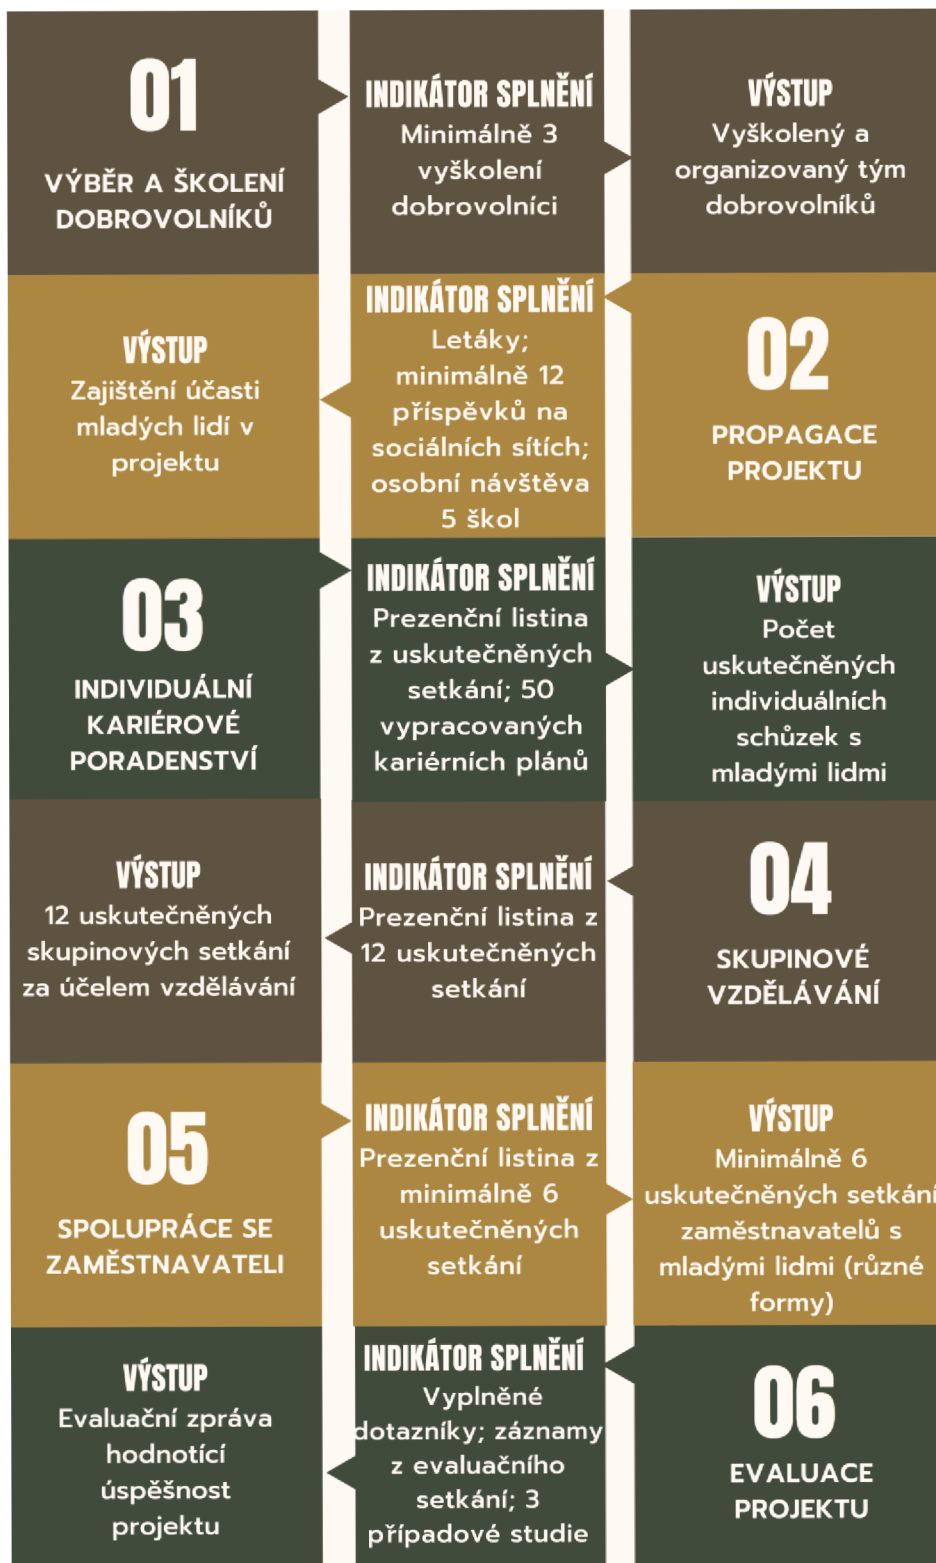 01
VÝBĚR A ŠKOLENÍ
DOBROVOLNÍKŮ
INDIKÁTOR SPLNĚNÍ
Minimálně 3
vyškolení
dobrovolníci
VÝSTUP
Vyškolený a
organizovaný tým
dobrovolníků
02
PROPAGACE
PROJEKTU
INDIKÁTOR SPLNĚNÍ
Letáky;
minimálně 12
příspěvků na
sociálních sítích;
osobní návštěva
5 škol
VÝSTUP
Zajištění účasti
mladých lidí v
projektu
03
INDIVIDUÁLNÍ
KARIÉROVÉ
PORADENSTVÍ
INDIKÁTOR SPLNĚNÍ
Prezenční listina
z uskutečněných
setkání; 50
vypracovaných
kariérních plánů
VÝSTUP
Počet
uskutečněných
individuálních
schůzek s
mladými lidmi
04
SKUPINOVÉ
VZDĚLÁVÁNÍ
INDIKÁTOR SPLNĚNÍ
Prezenční listina z
12 uskutečněných
setkání
VÝSTUP
12 uskutečněných
skupinových setkání
za účelem vzdělávání
05
SPOLUPRÁCE SE
ZAMĚSTNAVATELI
INDIKÁTOR SPLNĚNÍ
Prezenční listina z
minimálně 6
uskutečněných
setkání
VÝSTUP
Minimálně 6
uskutečněných setkání
zaměstnavatelů s
mladými lidmi (různé
formy)
06
EVALUACE
PROJEKTU
INDIKÁTOR SPLNĚNÍ
Vyplněné
dotazníky; záznamy
z evaluačního
setkání; 3
případové studie
VÝSTUP
Evaluační zpráva
hodnotící
úspěšnost
projektu